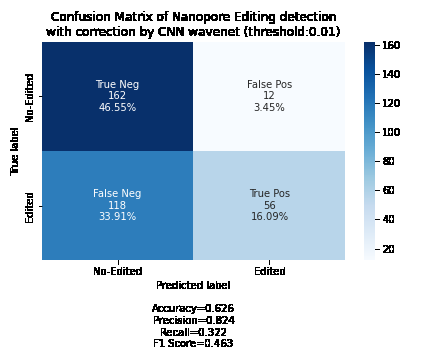 Confusion Matrix of Nanopore Editing detection
with correction by CNN wavenet (threshold:0.01)
True label
No-Edited
Edited
True Neg
162
46.55%
False Pos
12
3.45%
False Neg
118
33.91%
True Pos
56
16.09%
No-Edited
Edited
Predicted label
160
140
120
100
80
60
40
20
Accuracy=0.626
Precision=0.824
Recall=0.322
F1 Score=0.463